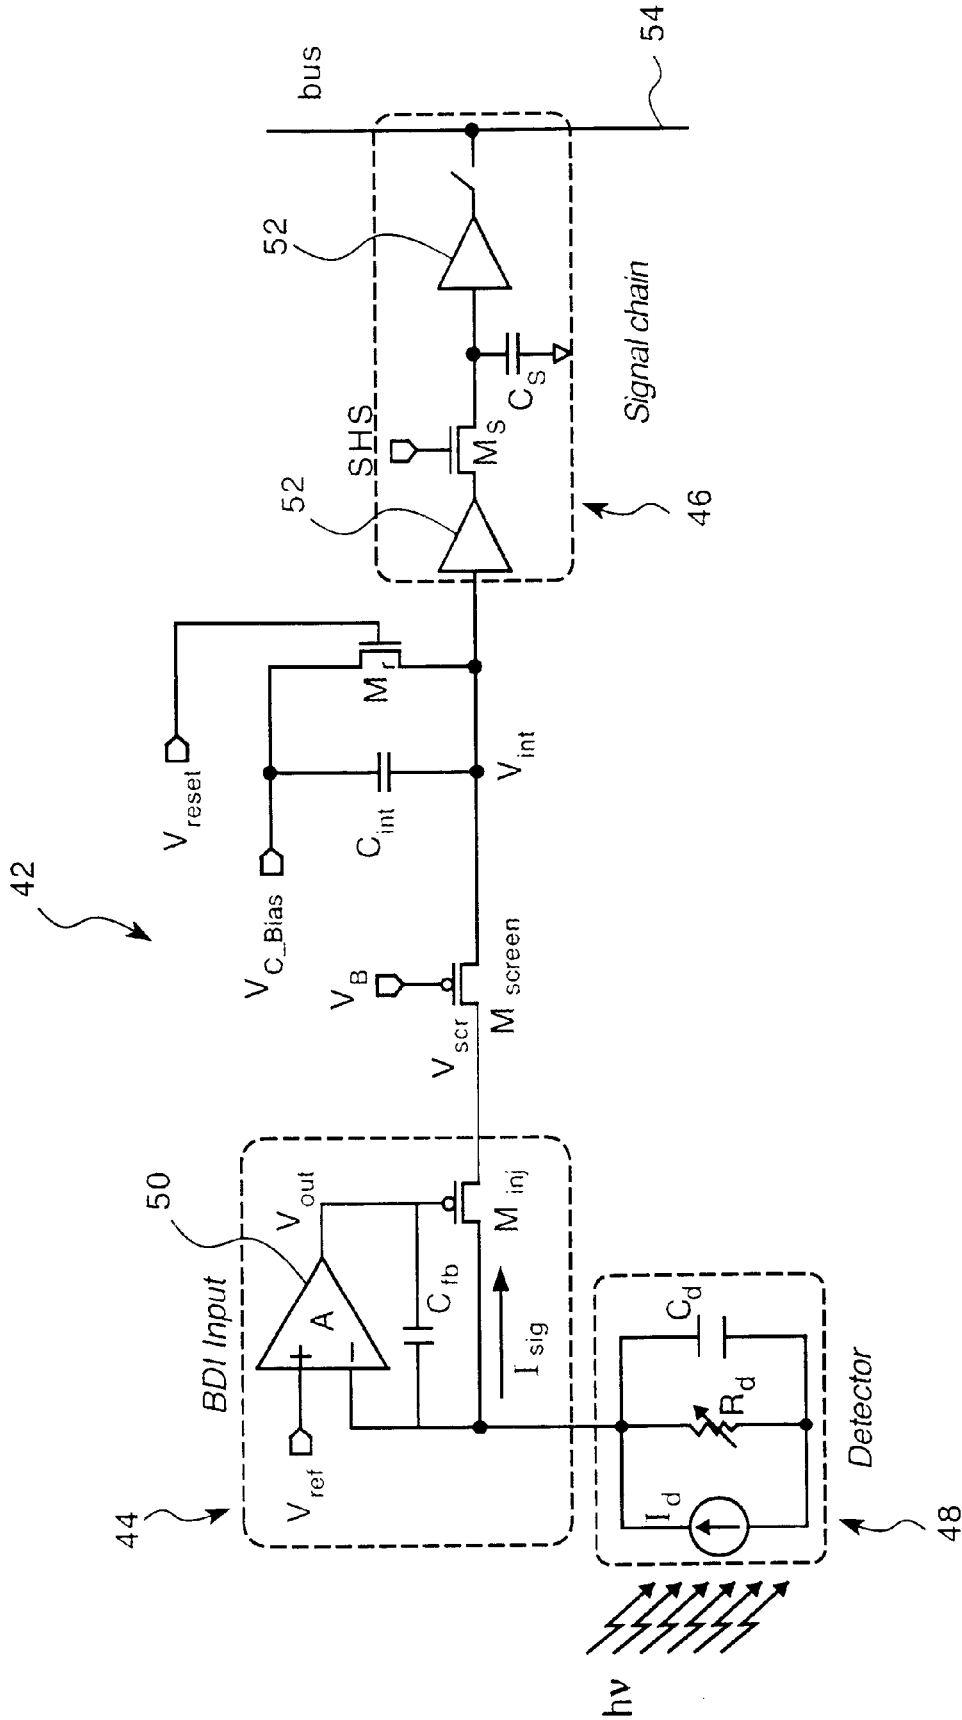 42
44
BDI Input
50
V_out
A
+
−
V_ref
C_fb
M_inj
I_sig
V_scr
V_B
M_screen
V_C_Bias
V_reset
C_int
M_r
V_int
52
SHS
M_S
C_S
52
bus
54
46
Signal chain
hν
I_d
R_d
C_d
Detector
48